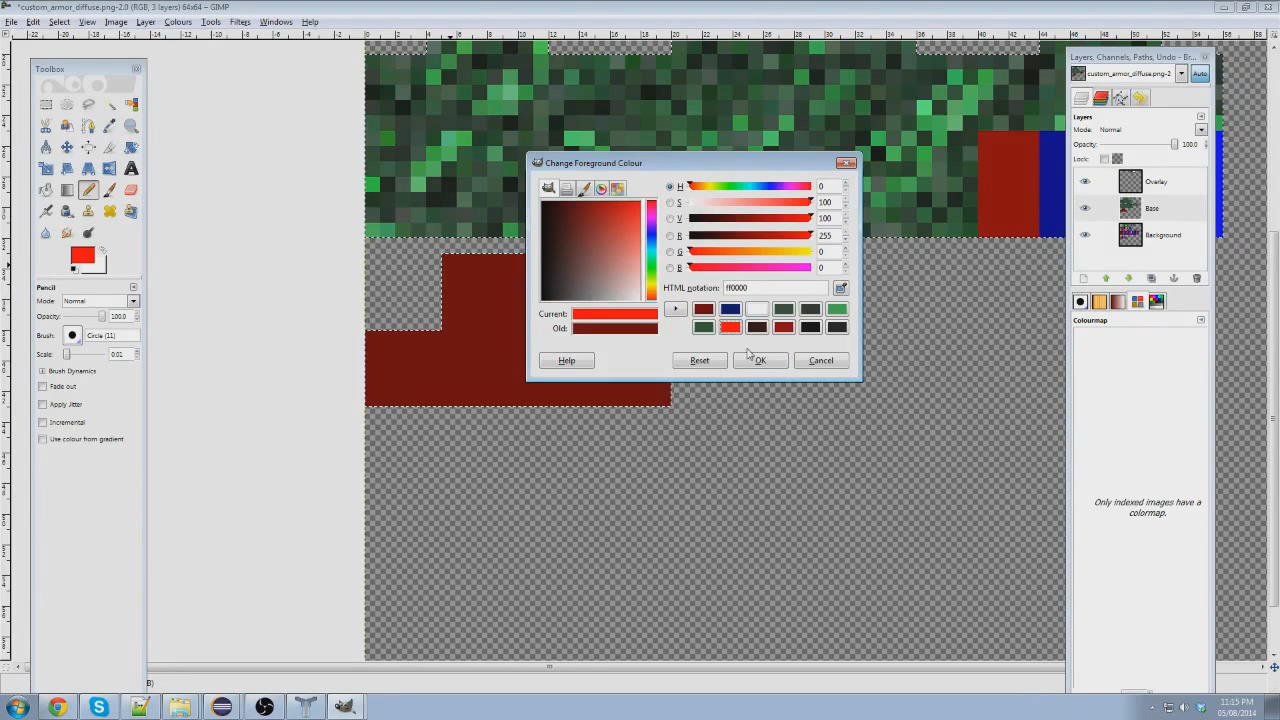 *custom_armor_diffuse.png-2.0 (RGB, 3 layers) 64x64 – GIMP
File Edit Select View Image Layer Colours Tools Filters Windows Help
Toolbox
Pencil
Mode: Normal
Opacity: 100.0
Brush: Circle (11)
Scale: 0.01
Brush Dynamics
Fade out
Apply Jitter
Incremental
Use colour from gradient
Change Foreground Colour
H 0
S 100
V 100
R 255
G 0
B 0
HTML notation: ff0000
Current:
Old:
Help Reset OK Cancel
Layers, Channels, Paths, Undo - Br...
custom_armor_diffuse.png-2 Auto
Layers
Mode: Normal
Opacity: 100.0
Lock:
Overlay
Base
Background
Colourmap
Only indexed images have a
colormap.
B)
11:15 PM
05/08/2014